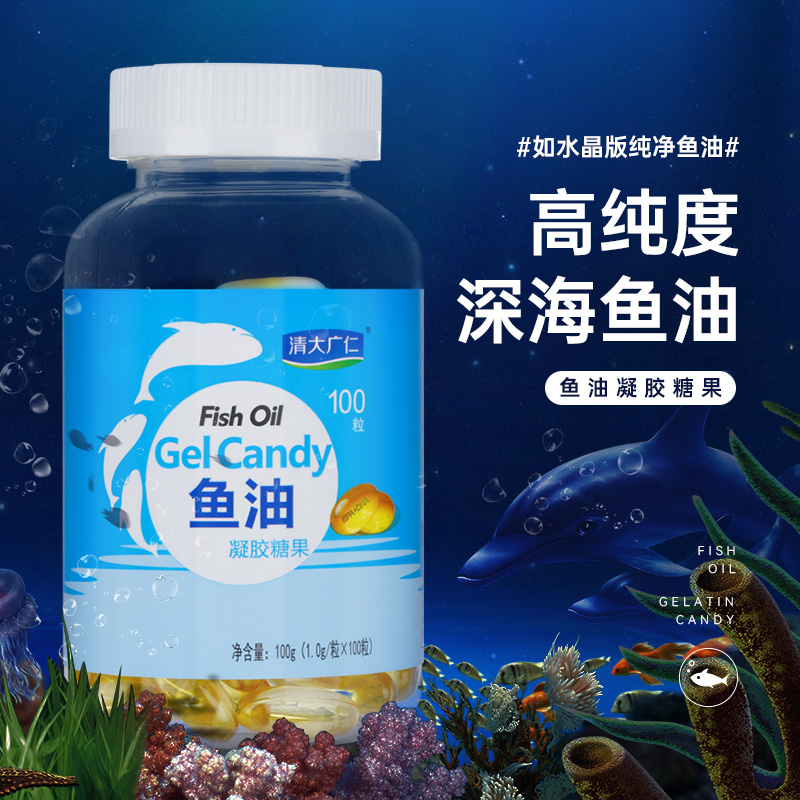 #如水晶版纯净鱼油#
高纯度
深海鱼油
鱼油凝胶糖果
清大广仁®
100
粒
Fish Oil
Gel Candy
鱼油
凝胶糖果
EPA+DHA
净含量：100g（1.0g/粒×100粒）
FISH
OIL
GELATIN
CANDY